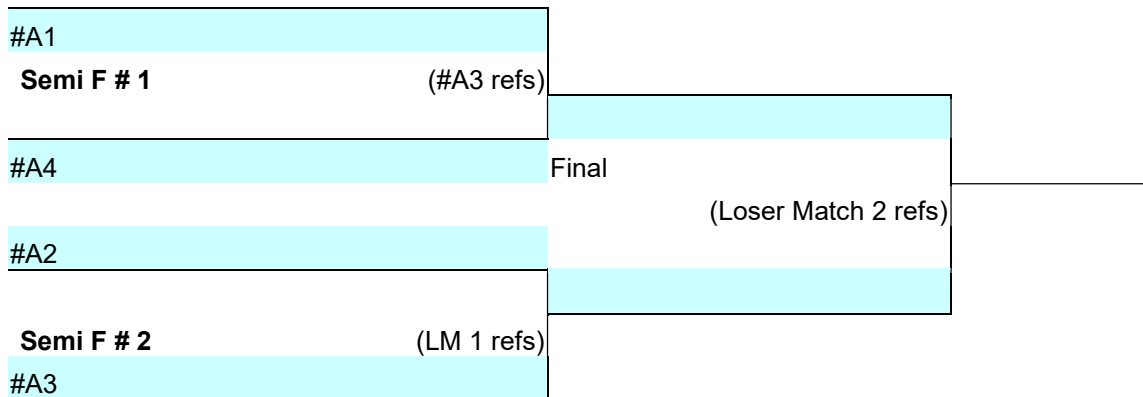 #A1
Semi F # 1 (#A3 refs)
#A4 Final
(Loser Match 2 refs)
#A2
Semi F # 2 (LM 1 refs)
#A3